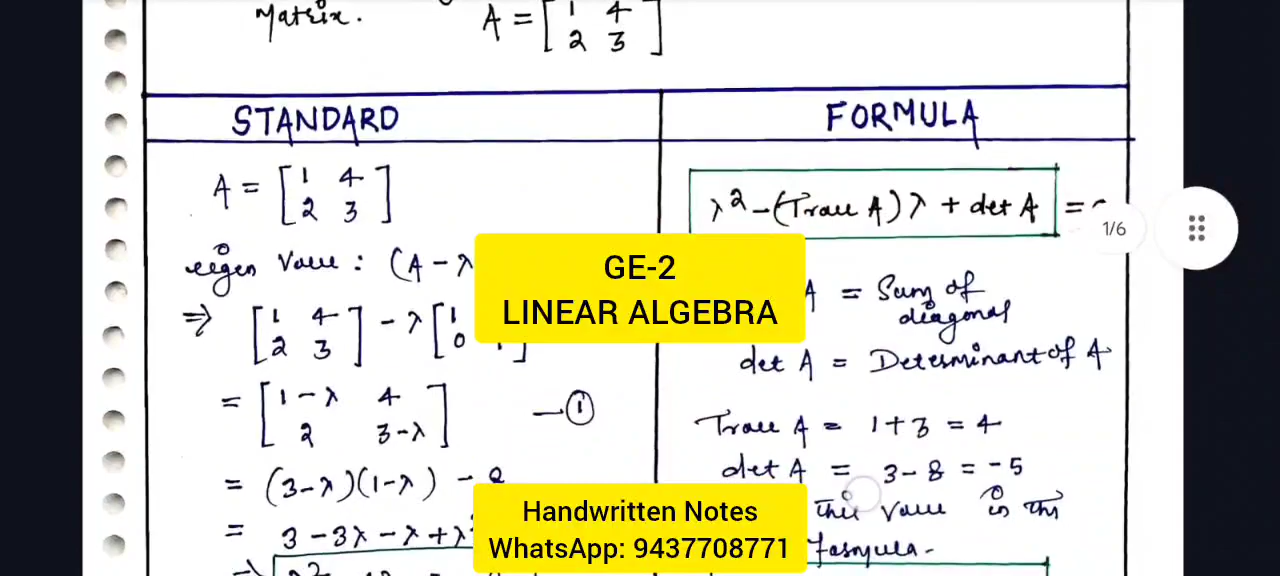 Matrix. A = [ 1 4
2 3 ]
STANDARD
A = [ 1 4
2 3 ]
eigen Value : (A - λ
⇒ [ 1 4
2 3 ] - λ [ 1
0
= [ 1-λ 4
2 3-λ ] —①
= (3-λ)(1-λ) - 8
= 3 - 3λ - λ + λ
FORMULA
λ² - (Trace A) λ + det A =
1/6
A = Sum of
diagonal
det A = Determinant of A
Trace A = 1 + 3 = 4
det A = 3 - 8 = -5
this value in this
formula -
GE-2
LINEAR ALGEBRA
Handwritten Notes
WhatsApp: 9437708771